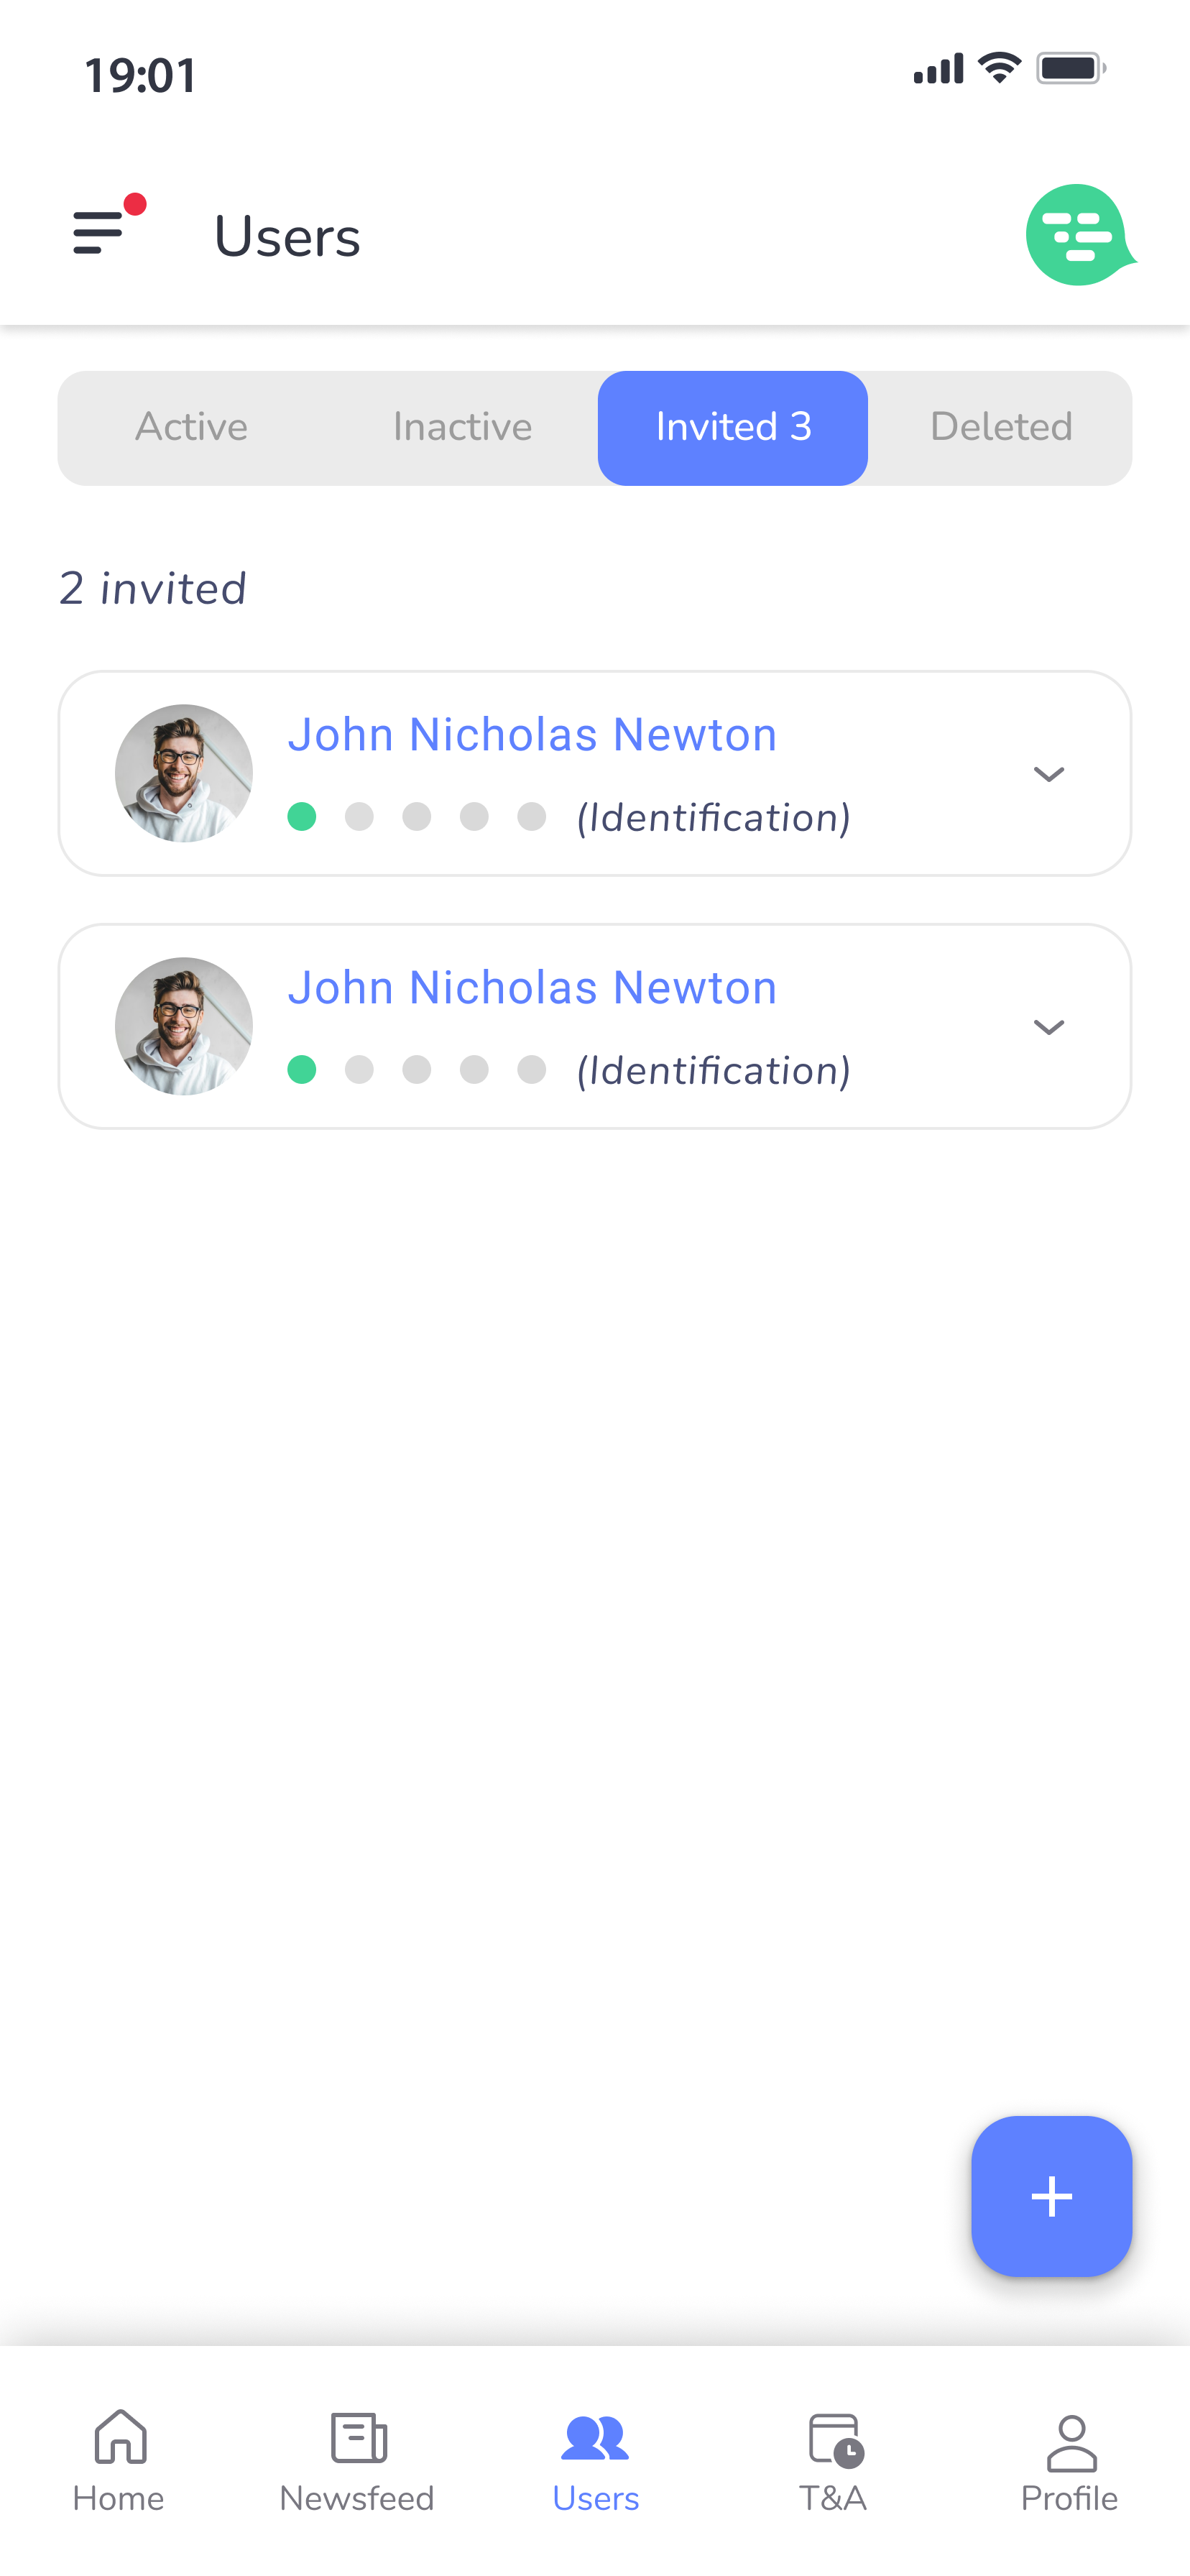 19:01
Users
Active Inactive Invited 3 Deleted
2 invited
John Nicholas Newton
(Identification)
John Nicholas Newton
(Identification)
Home Newsfeed Users T&A Profile